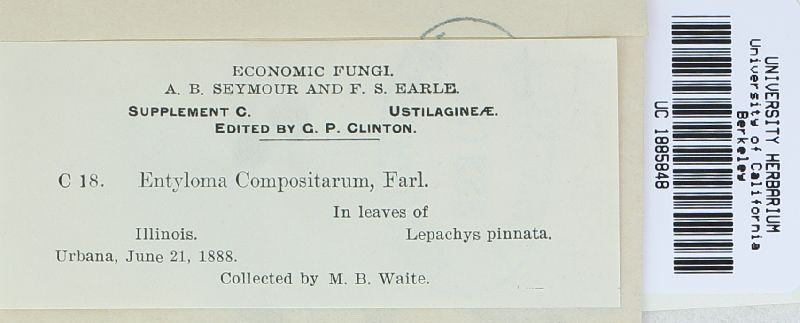 ECONOMIC FUNGI.
A. B. SEYMOUR AND F. S. EARLE.
SUPPLEMENT C. USTILAGINEÆ.
EDITED BY G. P. CLINTON.
C 18. Entyloma Compositarum, Farl.
In leaves of
Illinois. Lepachys pinnata.
Urbana, June 21, 1888.
Collected by M. B. Waite.
UNIVERSITY HERBARIUM
University of California
Berkeley
UC 1885848